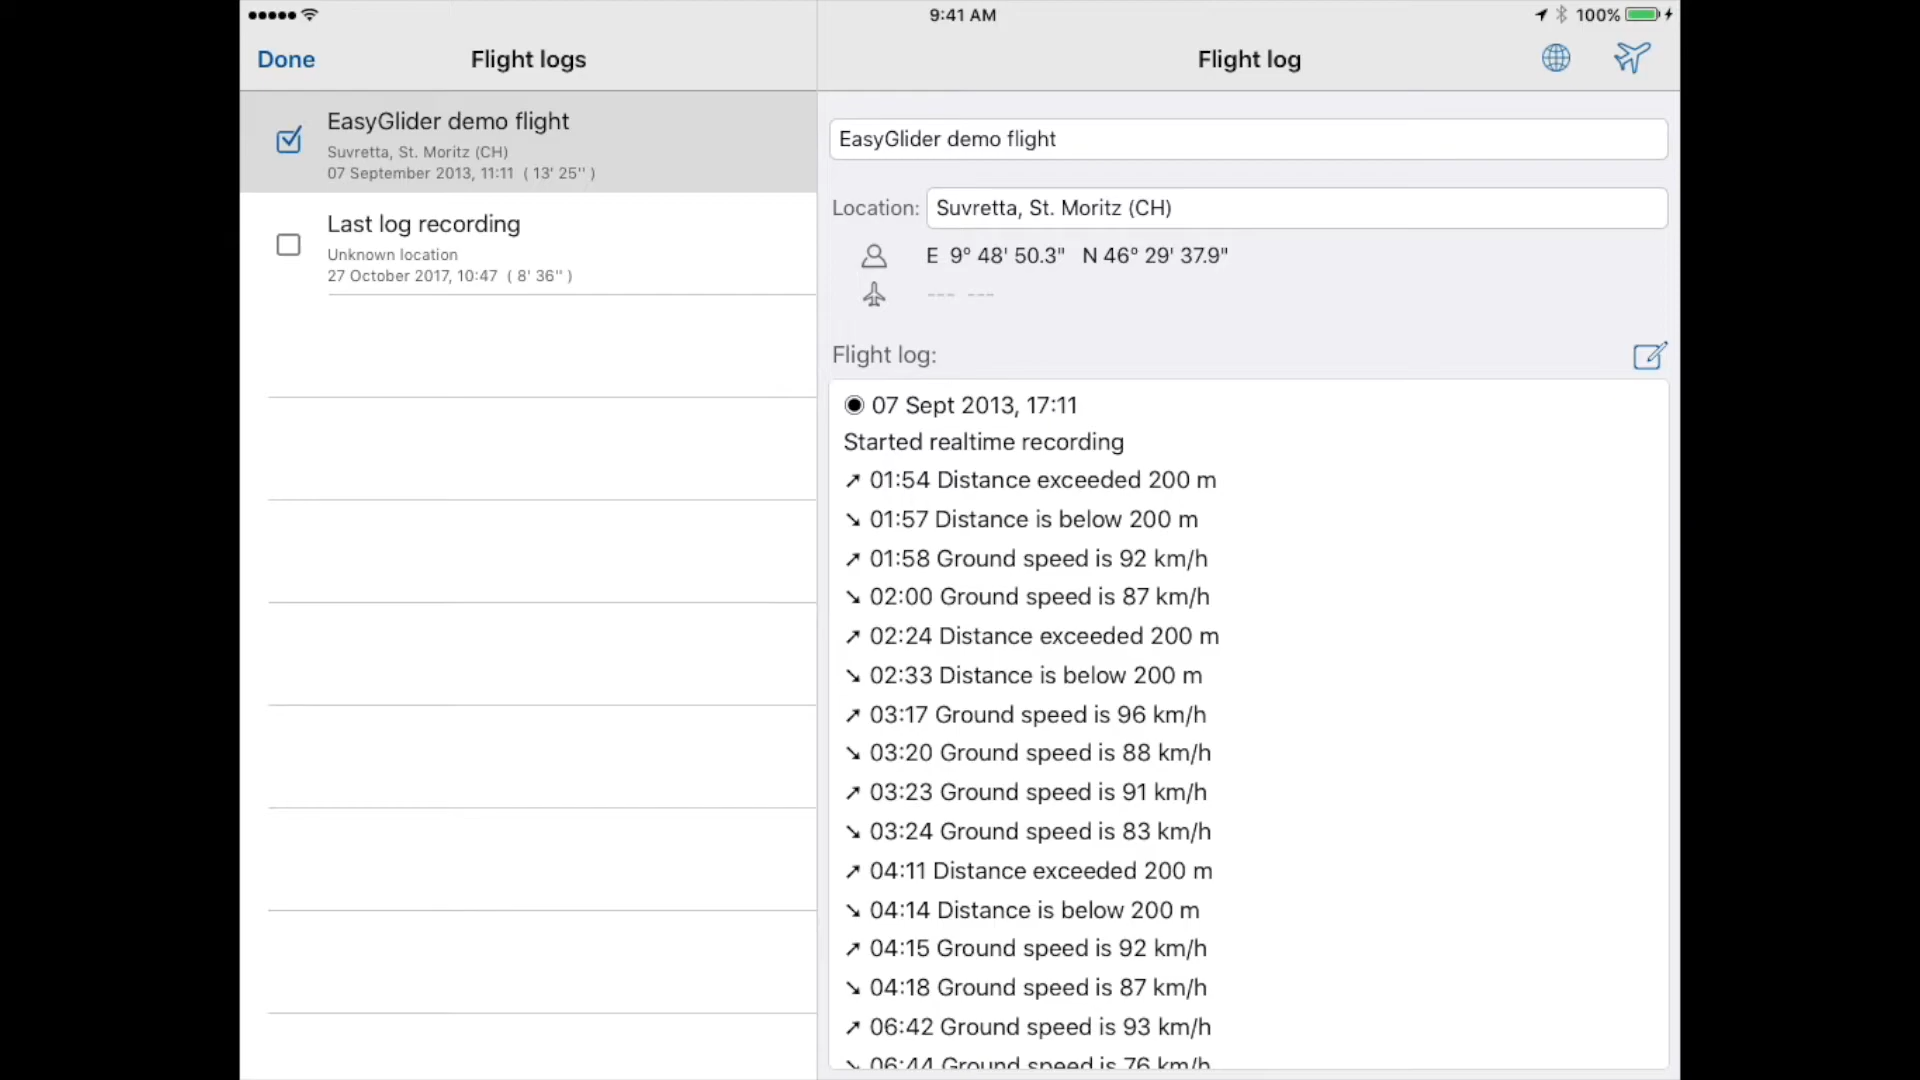 9:41 AM
100%
Done
Flight logs
Flight log
EasyGlider demo flight
Suvretta, St. Moritz (CH)
07 September 2013, 11:11 ( 13' 25'' )
Last log recording
Unknown location
27 October 2017, 10:47 ( 8' 36'' )
EasyGlider demo flight
Location: Suvretta, St. Moritz (CH)
E 9° 48' 50.3" N 46° 29' 37.9"
--- ---
Flight log:
07 Sept 2013, 17:11
Started realtime recording
➚ 01:54 Distance exceeded 200 m
➘ 01:57 Distance is below 200 m
➚ 01:58 Ground speed is 92 km/h
➘ 02:00 Ground speed is 87 km/h
➚ 02:24 Distance exceeded 200 m
➘ 02:33 Distance is below 200 m
➚ 03:17 Ground speed is 96 km/h
➘ 03:20 Ground speed is 88 km/h
➚ 03:23 Ground speed is 91 km/h
➘ 03:24 Ground speed is 83 km/h
➚ 04:11 Distance exceeded 200 m
➘ 04:14 Distance is below 200 m
➚ 04:15 Ground speed is 92 km/h
➘ 04:18 Ground speed is 87 km/h
➚ 06:42 Ground speed is 93 km/h
➘ 06:44 Ground speed is 76 km/h